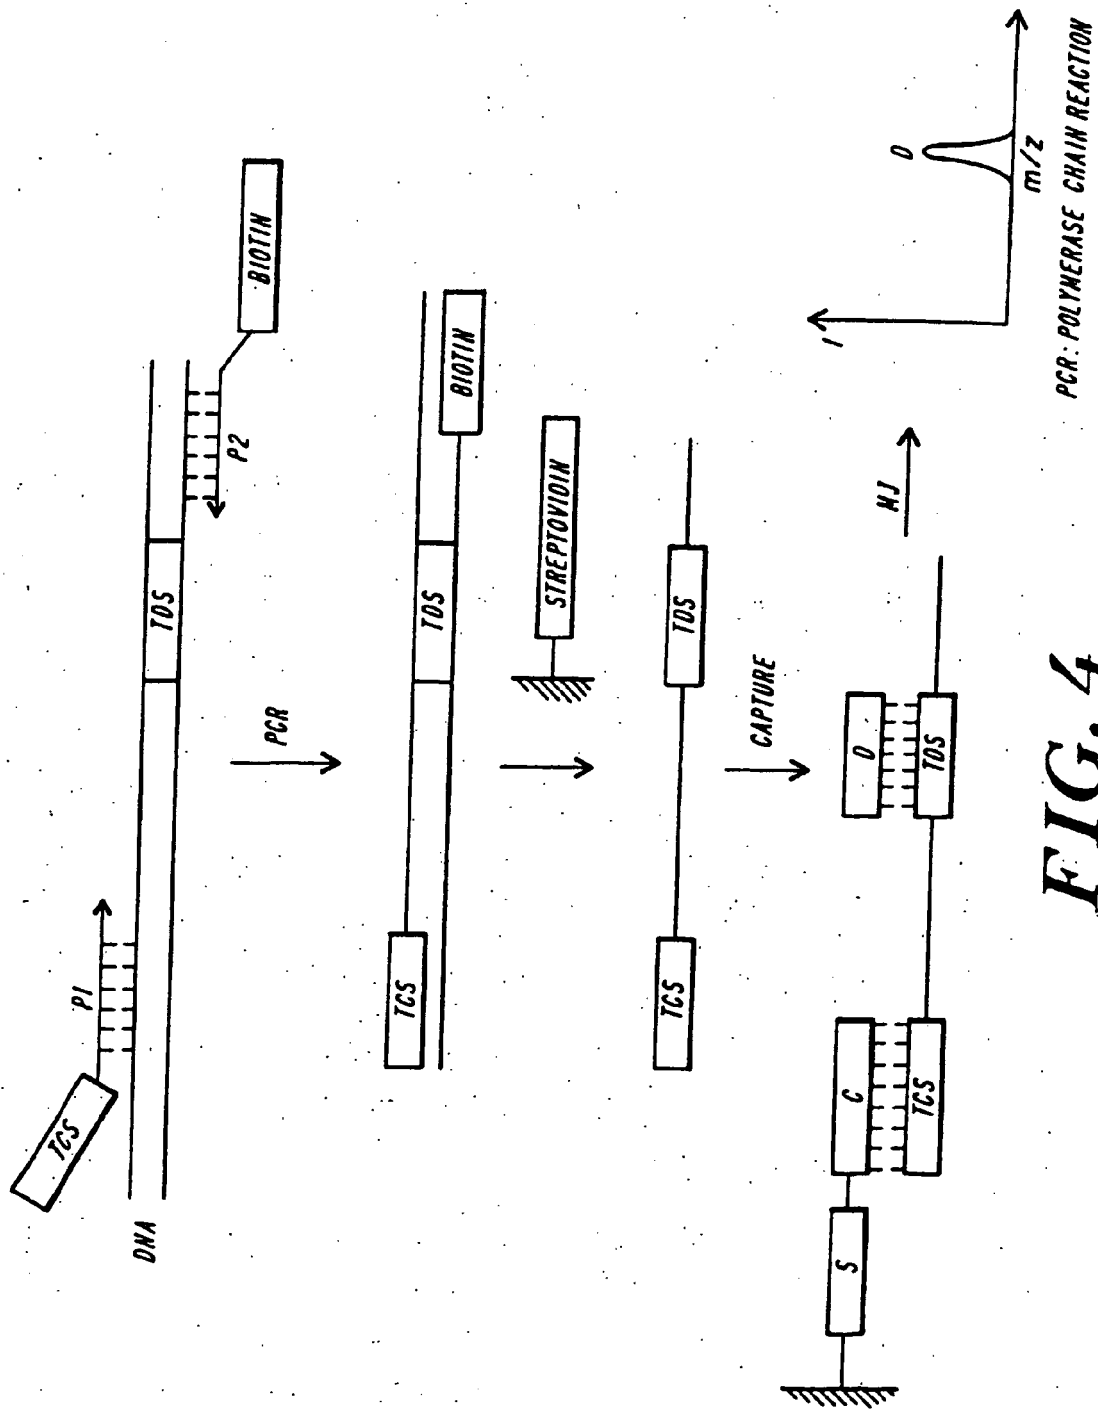 TCS
P1
DNA
TDS
P2
BIOTIN
PCR
TCS
TDS
BIOTIN
STREPTOVIDIN
TCS
TDS
CAPTURE
S
C
TCS
D
TDS
MJ
I
D
m/z
PCR: POLYMERASE CHAIN REACTION
FIG. 4